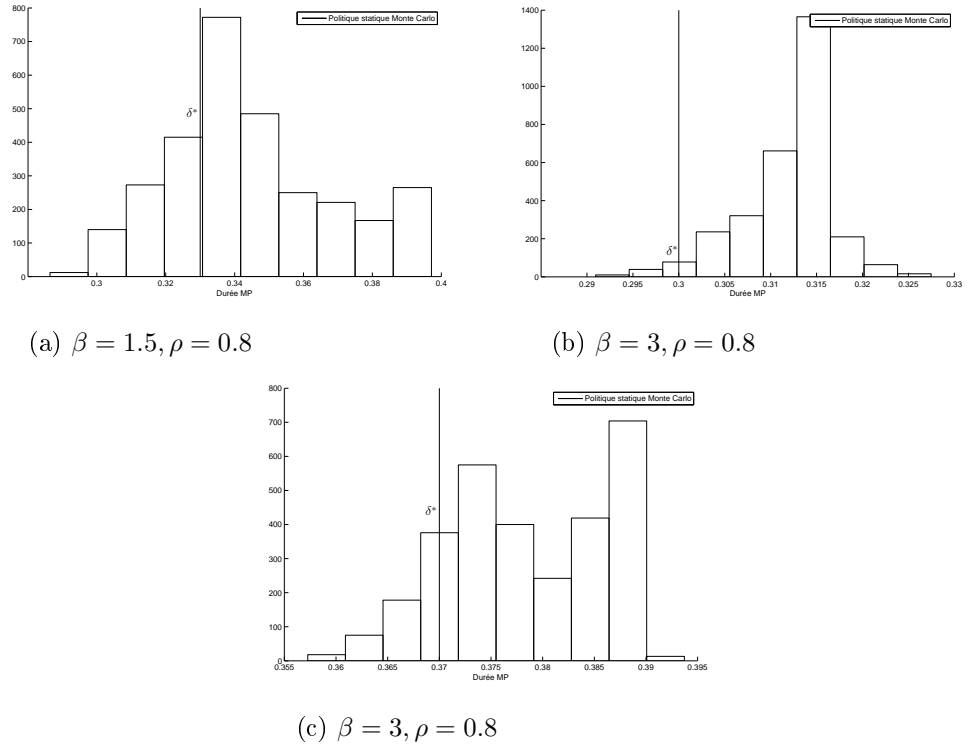 800
700
600
500
400
300
200
100
0
Politique statique Monte Carlo
δ*
0.3 0.32 0.34 0.36 0.38 0.4
Durée MP
(a) β = 1.5, ρ = 0.8
1400
1200
1000
800
600
400
200
0
Politique statique Monte Carlo
δ*
0.29 0.295 0.3 0.305 0.31 0.315 0.32 0.325 0.33
Durée MP
(b) β = 3, ρ = 0.8
800
700
600
500
400
300
200
100
0
Politique statique Monte Carlo
δ*
0.355 0.36 0.365 0.37 0.375 0.38 0.385 0.39 0.395
Durée MP
(c) β = 3, ρ = 0.8